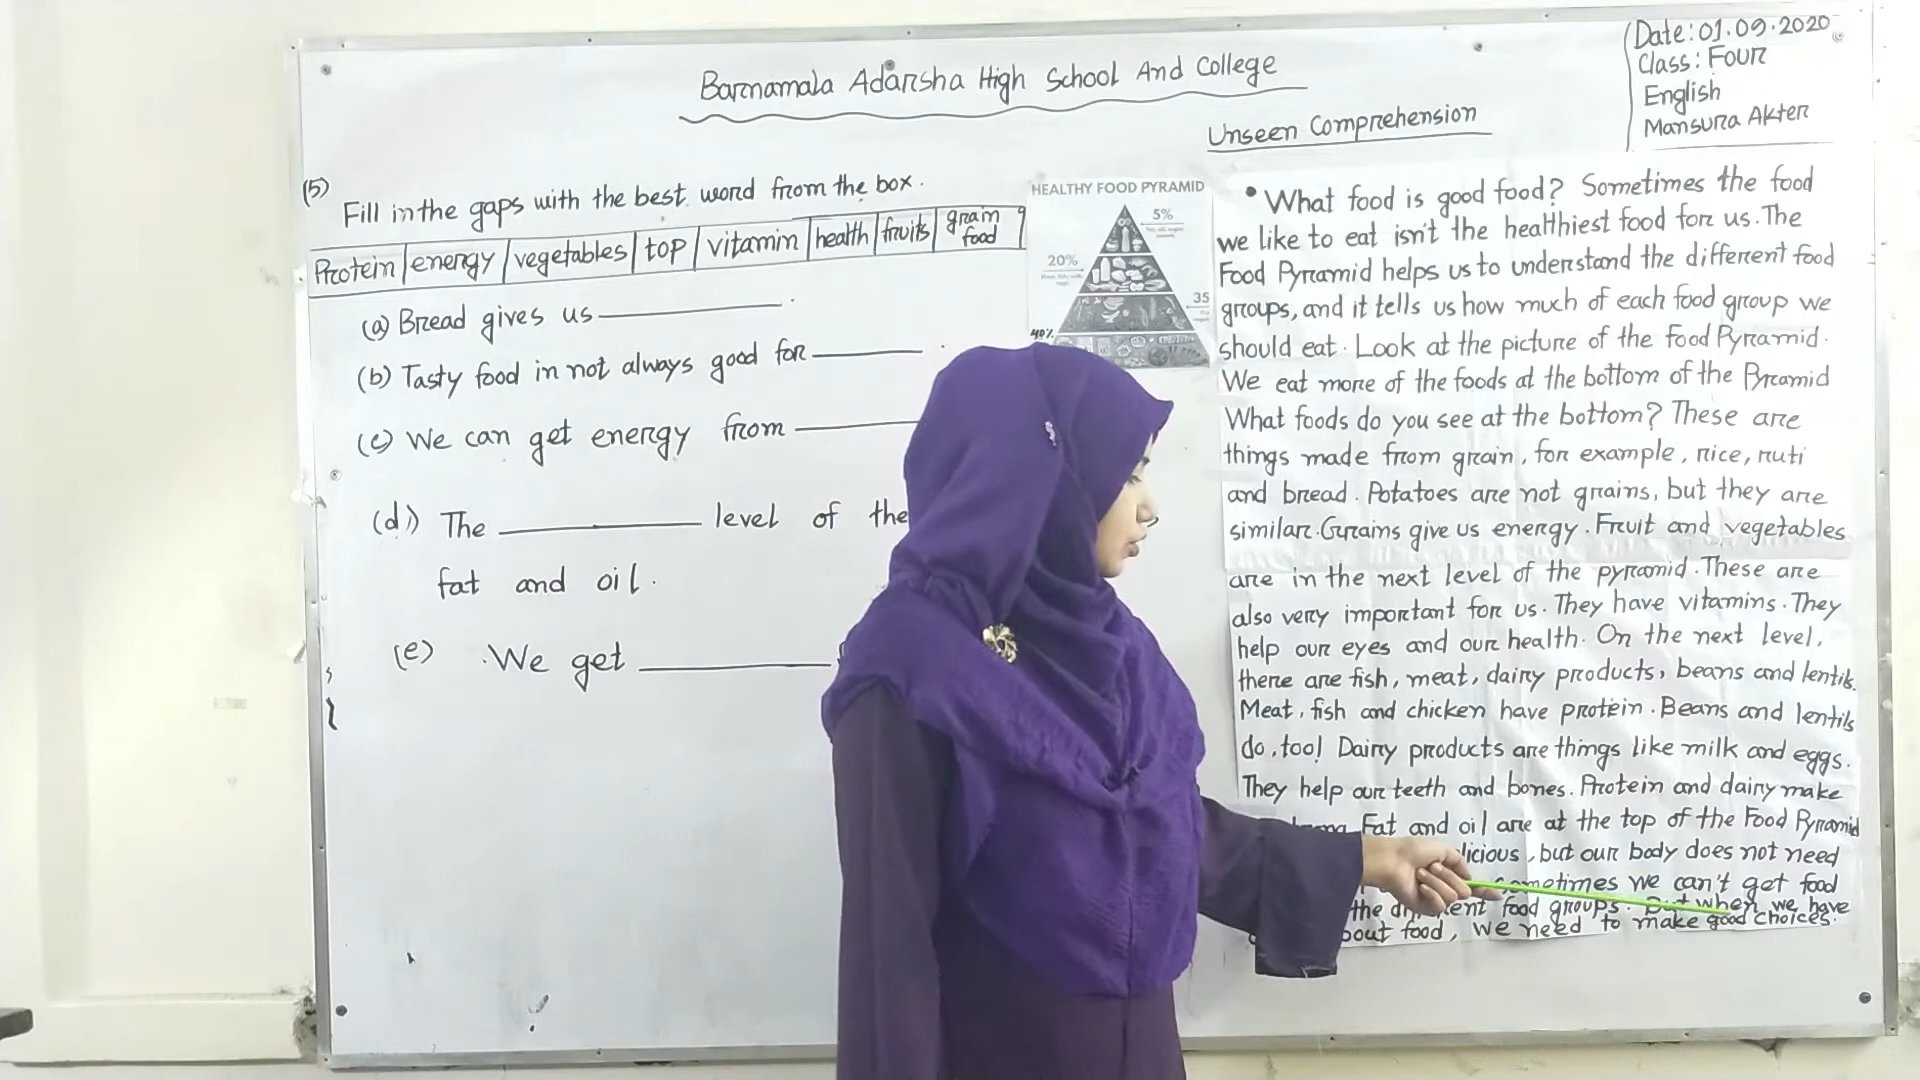 Barnamala Adarsha High School And College
Date: 01.09.2020
Class: Four
English
Mansura Akter
Unseen Comprehension
(5)
Fill in the gaps with the best word from the box.
Protein energy vegetables top vitamin health fruits grain food
(a) Bread gives us
(b) Tasty food in not always good for
(c) We can get energy from
(d) The level of the
fat and oil.
(e) We get
HEALTHY FOOD PYRAMID
5%
20%
35
40%
• What food is good food? Sometimes the food
we like to eat isn't the healthiest food for us. The
Food Pyramid helps us to understand the different food
groups, and it tells us how much of each food group we
should eat. Look at the picture of the Food Pyramid.
We eat more of the foods at the bottom of the Pyramid
What foods do you see at the bottom? These are
things made from grain, for example, rice, ruti
and bread. Potatoes are not grains, but they are
similar. Grains give us energy. Fruit and vegetables
are in the next level of the pyramid. These are
also very important for us. They have vitamins. They
help our eyes and our health. On the next level,
there are fish, meat, dairy products, beans and lentils.
Meat, fish and chicken have protein. Beans and lentils
do, too! Dairy products are things like milk and eggs.
They help our teeth and bones. Protein and dairy make
Fat and oil are at the top of the Food Pyramid
but our body does not need
sometimes we can't get food
the food groups. But when we have
about food, we need to make good choices.